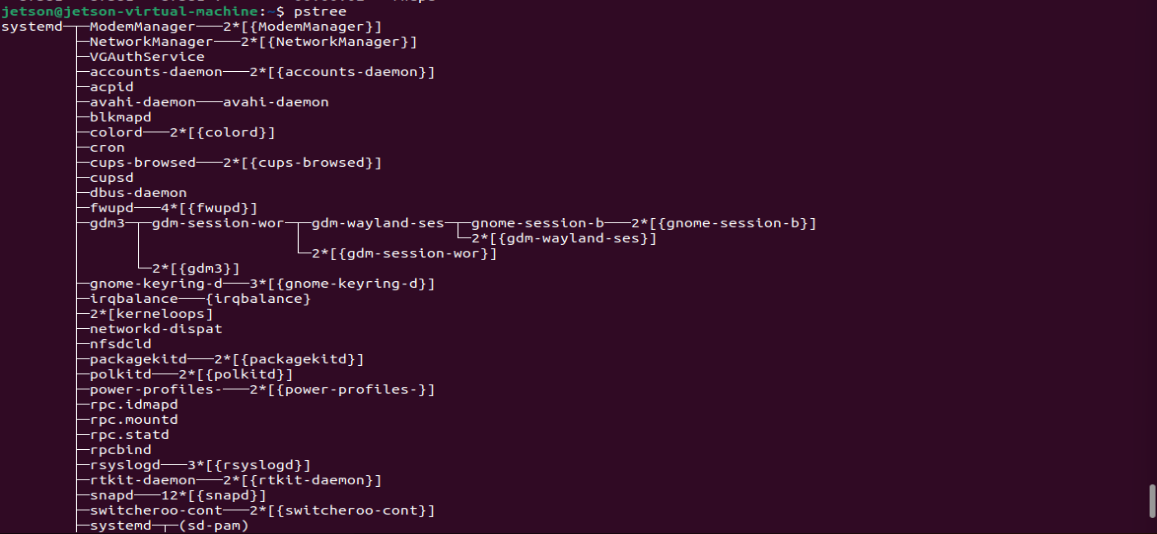 jetson@jetson-virtual-machine:~$ pstree
systemd─┬─ModemManager───2*[{ModemManager}]
        ├─NetworkManager───2*[{NetworkManager}]
        ├─VGAuthService
        ├─accounts-daemon───2*[{accounts-daemon}]
        ├─acpid
        ├─avahi-daemon───avahi-daemon
        ├─blkmapd
        ├─colord───2*[{colord}]
        ├─cron
        ├─cups-browsed───2*[{cups-browsed}]
        ├─cupsd
        ├─dbus-daemon
        ├─fwupd───4*[{fwupd}]
        ├─gdm3─┬─gdm-session-wor─┬─gdm-wayland-ses─┬─gnome-session-b───2*[{gnome-session-b}]
        │      │                 │                 └─2*[{gdm-wayland-ses}]
        │      │                 └─2*[{gdm-session-wor}]
        │      └─2*[{gdm3}]
        ├─gnome-keyring-d───3*[{gnome-keyring-d}]
        ├─irqbalance───{irqbalance}
        ├─2*[kerneloops]
        ├─networkd-dispat
        ├─nfsdcld
        ├─packagekitd───2*[{packagekitd}]
        ├─polkitd───2*[{polkitd}]
        ├─power-profiles-───2*[{power-profiles-}]
        ├─rpc.idmapd
        ├─rpc.mountd
        ├─rpc.statd
        ├─rpcbind
        ├─rsyslogd───3*[{rsyslogd}]
        ├─rtkit-daemon───2*[{rtkit-daemon}]
        ├─snapd───12*[{snapd}]
        ├─switcheroo-cont───2*[{switcheroo-cont}]
        ├─systemd─┬─(sd-pam)